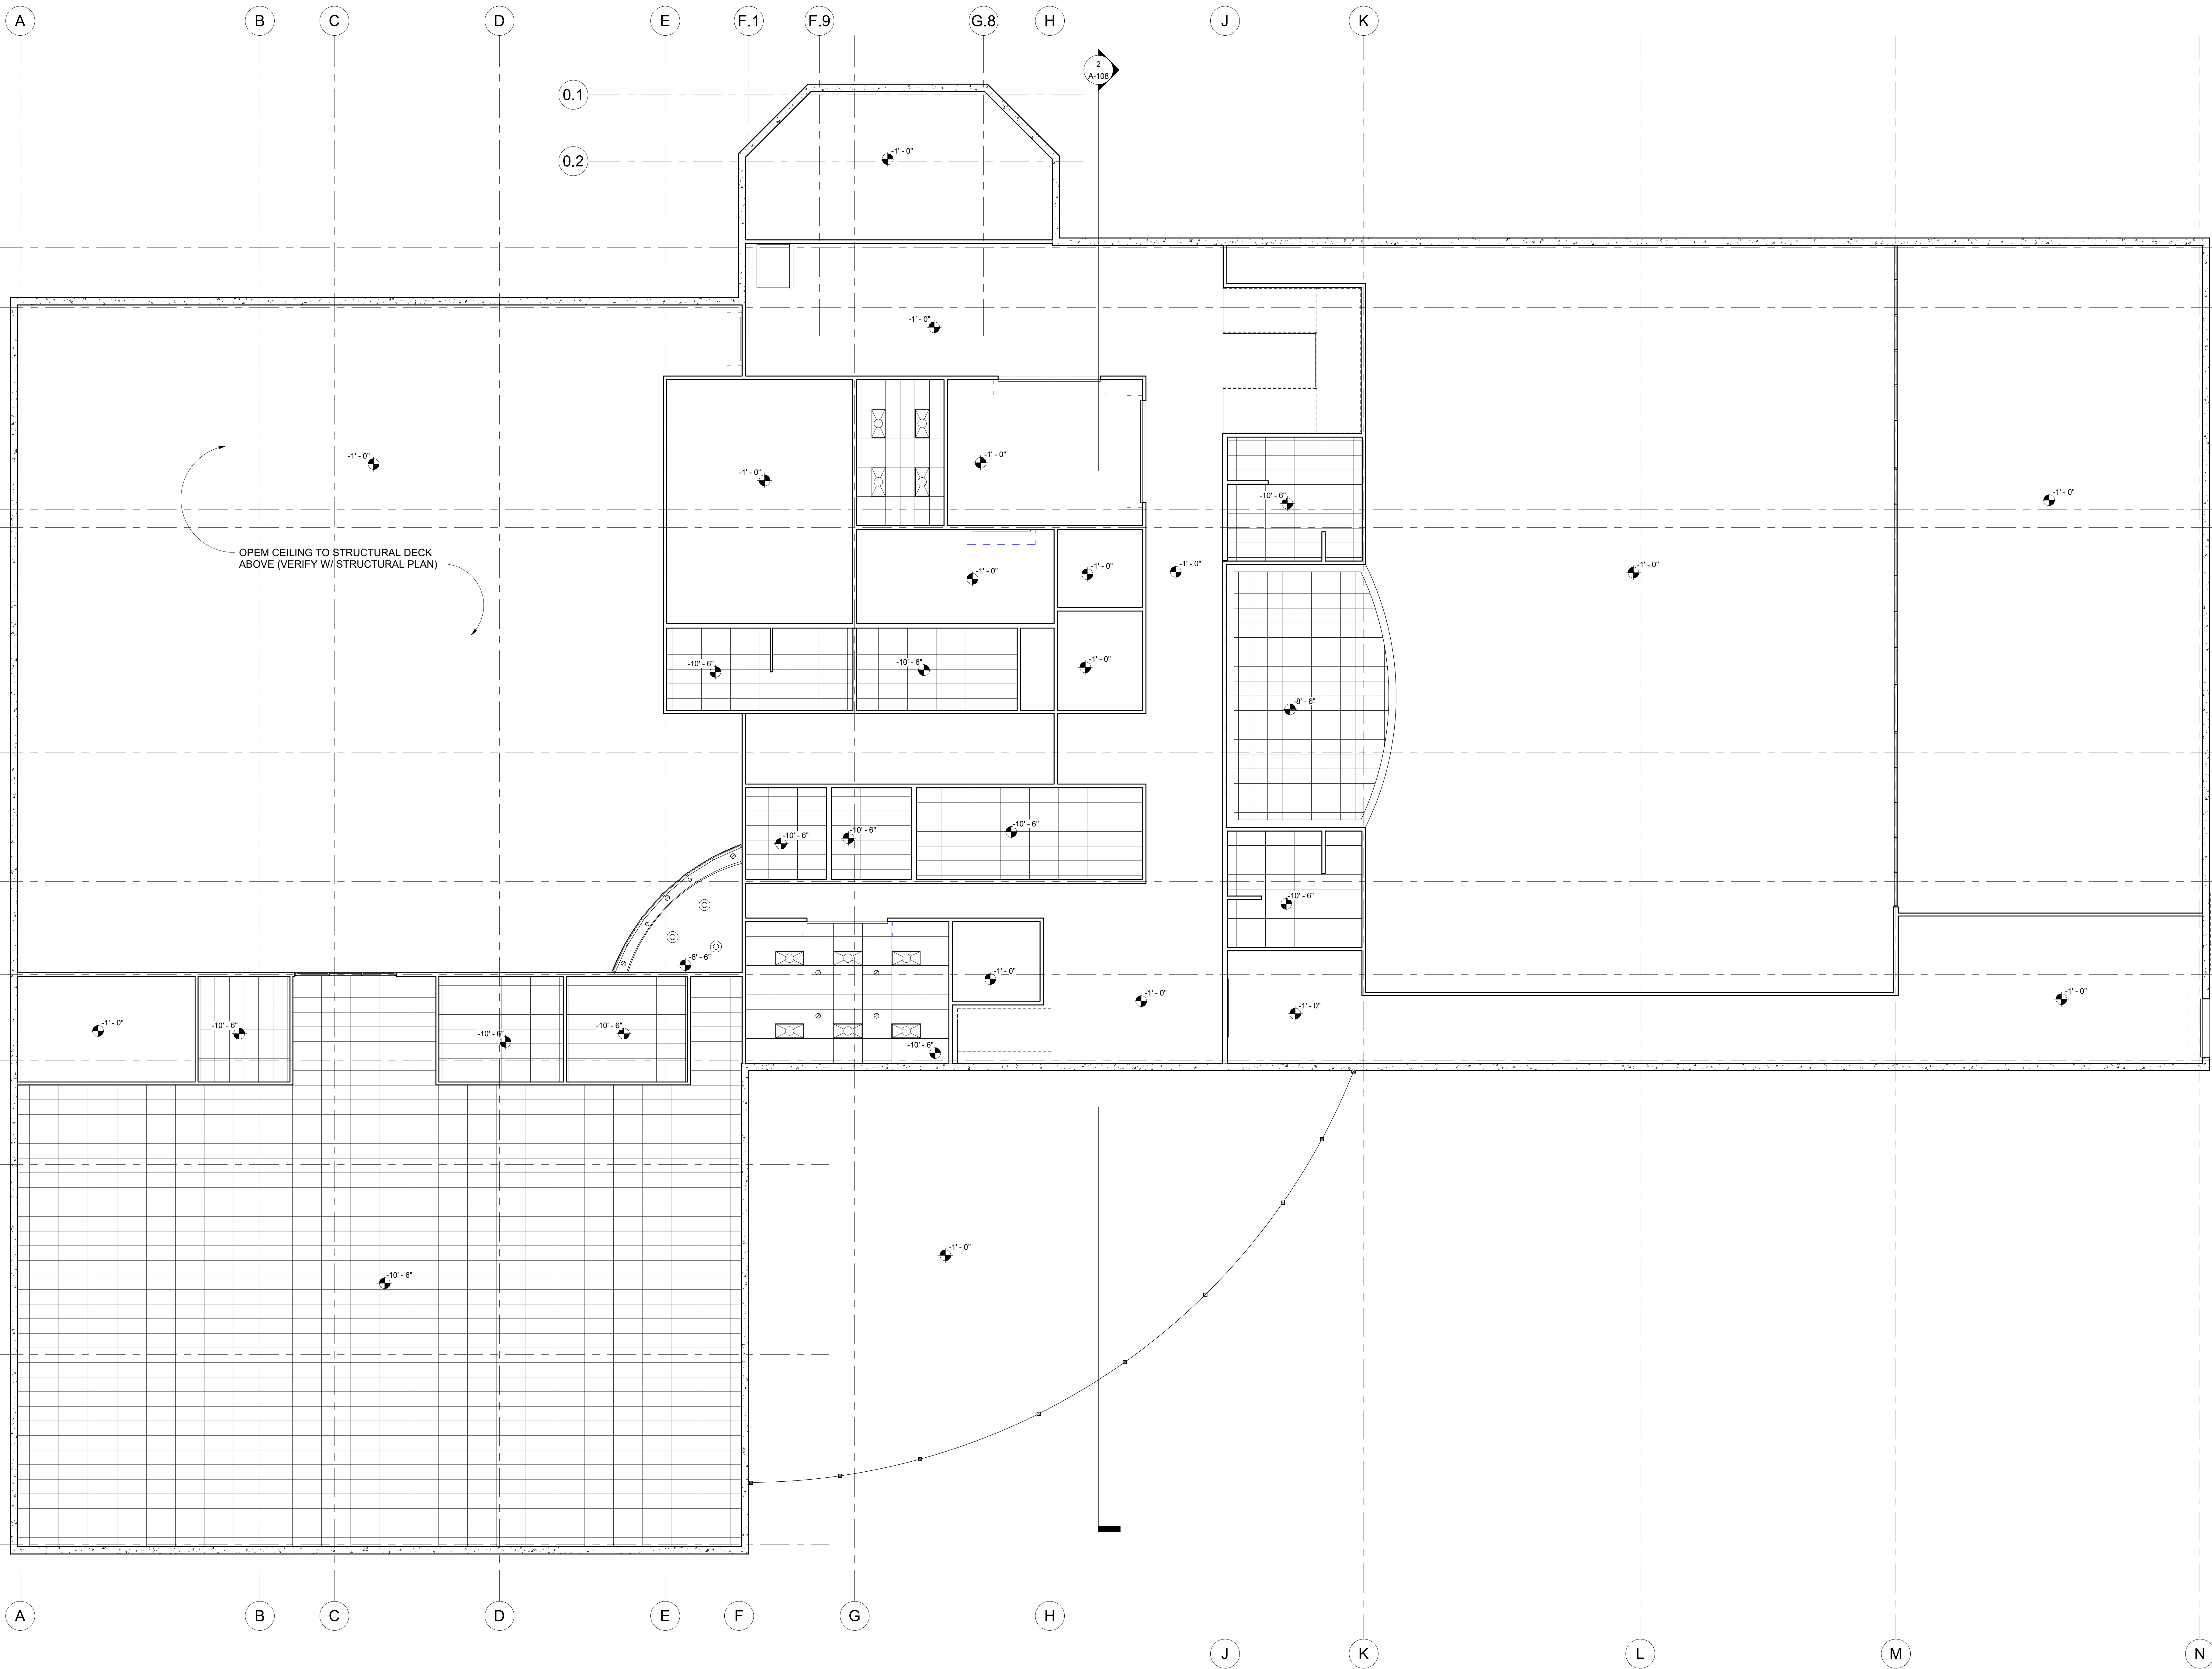 A
B
C
D
E
F.1
F.9
G.8
H
J
K
2
A-108
0.1
0.2
-1' - 0"
-1' - 0"
-1' - 0"
-1' - 0"
-1' - 0"
-10' - 6"
-1' - 0"
OPEM CEILING TO STRUCTURAL DECK
ABOVE (VERIFY W/ STRUCTURAL PLAN)
-1' - 0"
-1' - 0"
-1' - 0"
-1' - 0"
-10' - 6"
-10' - 6"
-1' - 0"
-8' - 6"
-10' - 6"
-10' - 6"
-10' - 6"
-10' - 6"
-8' - 6"
-1' - 0"
-1' - 0"
-1' - 0"
-1' - 0"
-1' - 0"
-10' - 6"
-10' - 6"
-10' - 6"
-10' - 6"
-1' - 0"
-10' - 6"
A
B
C
D
E
F
G
H
J
K
L
M
N